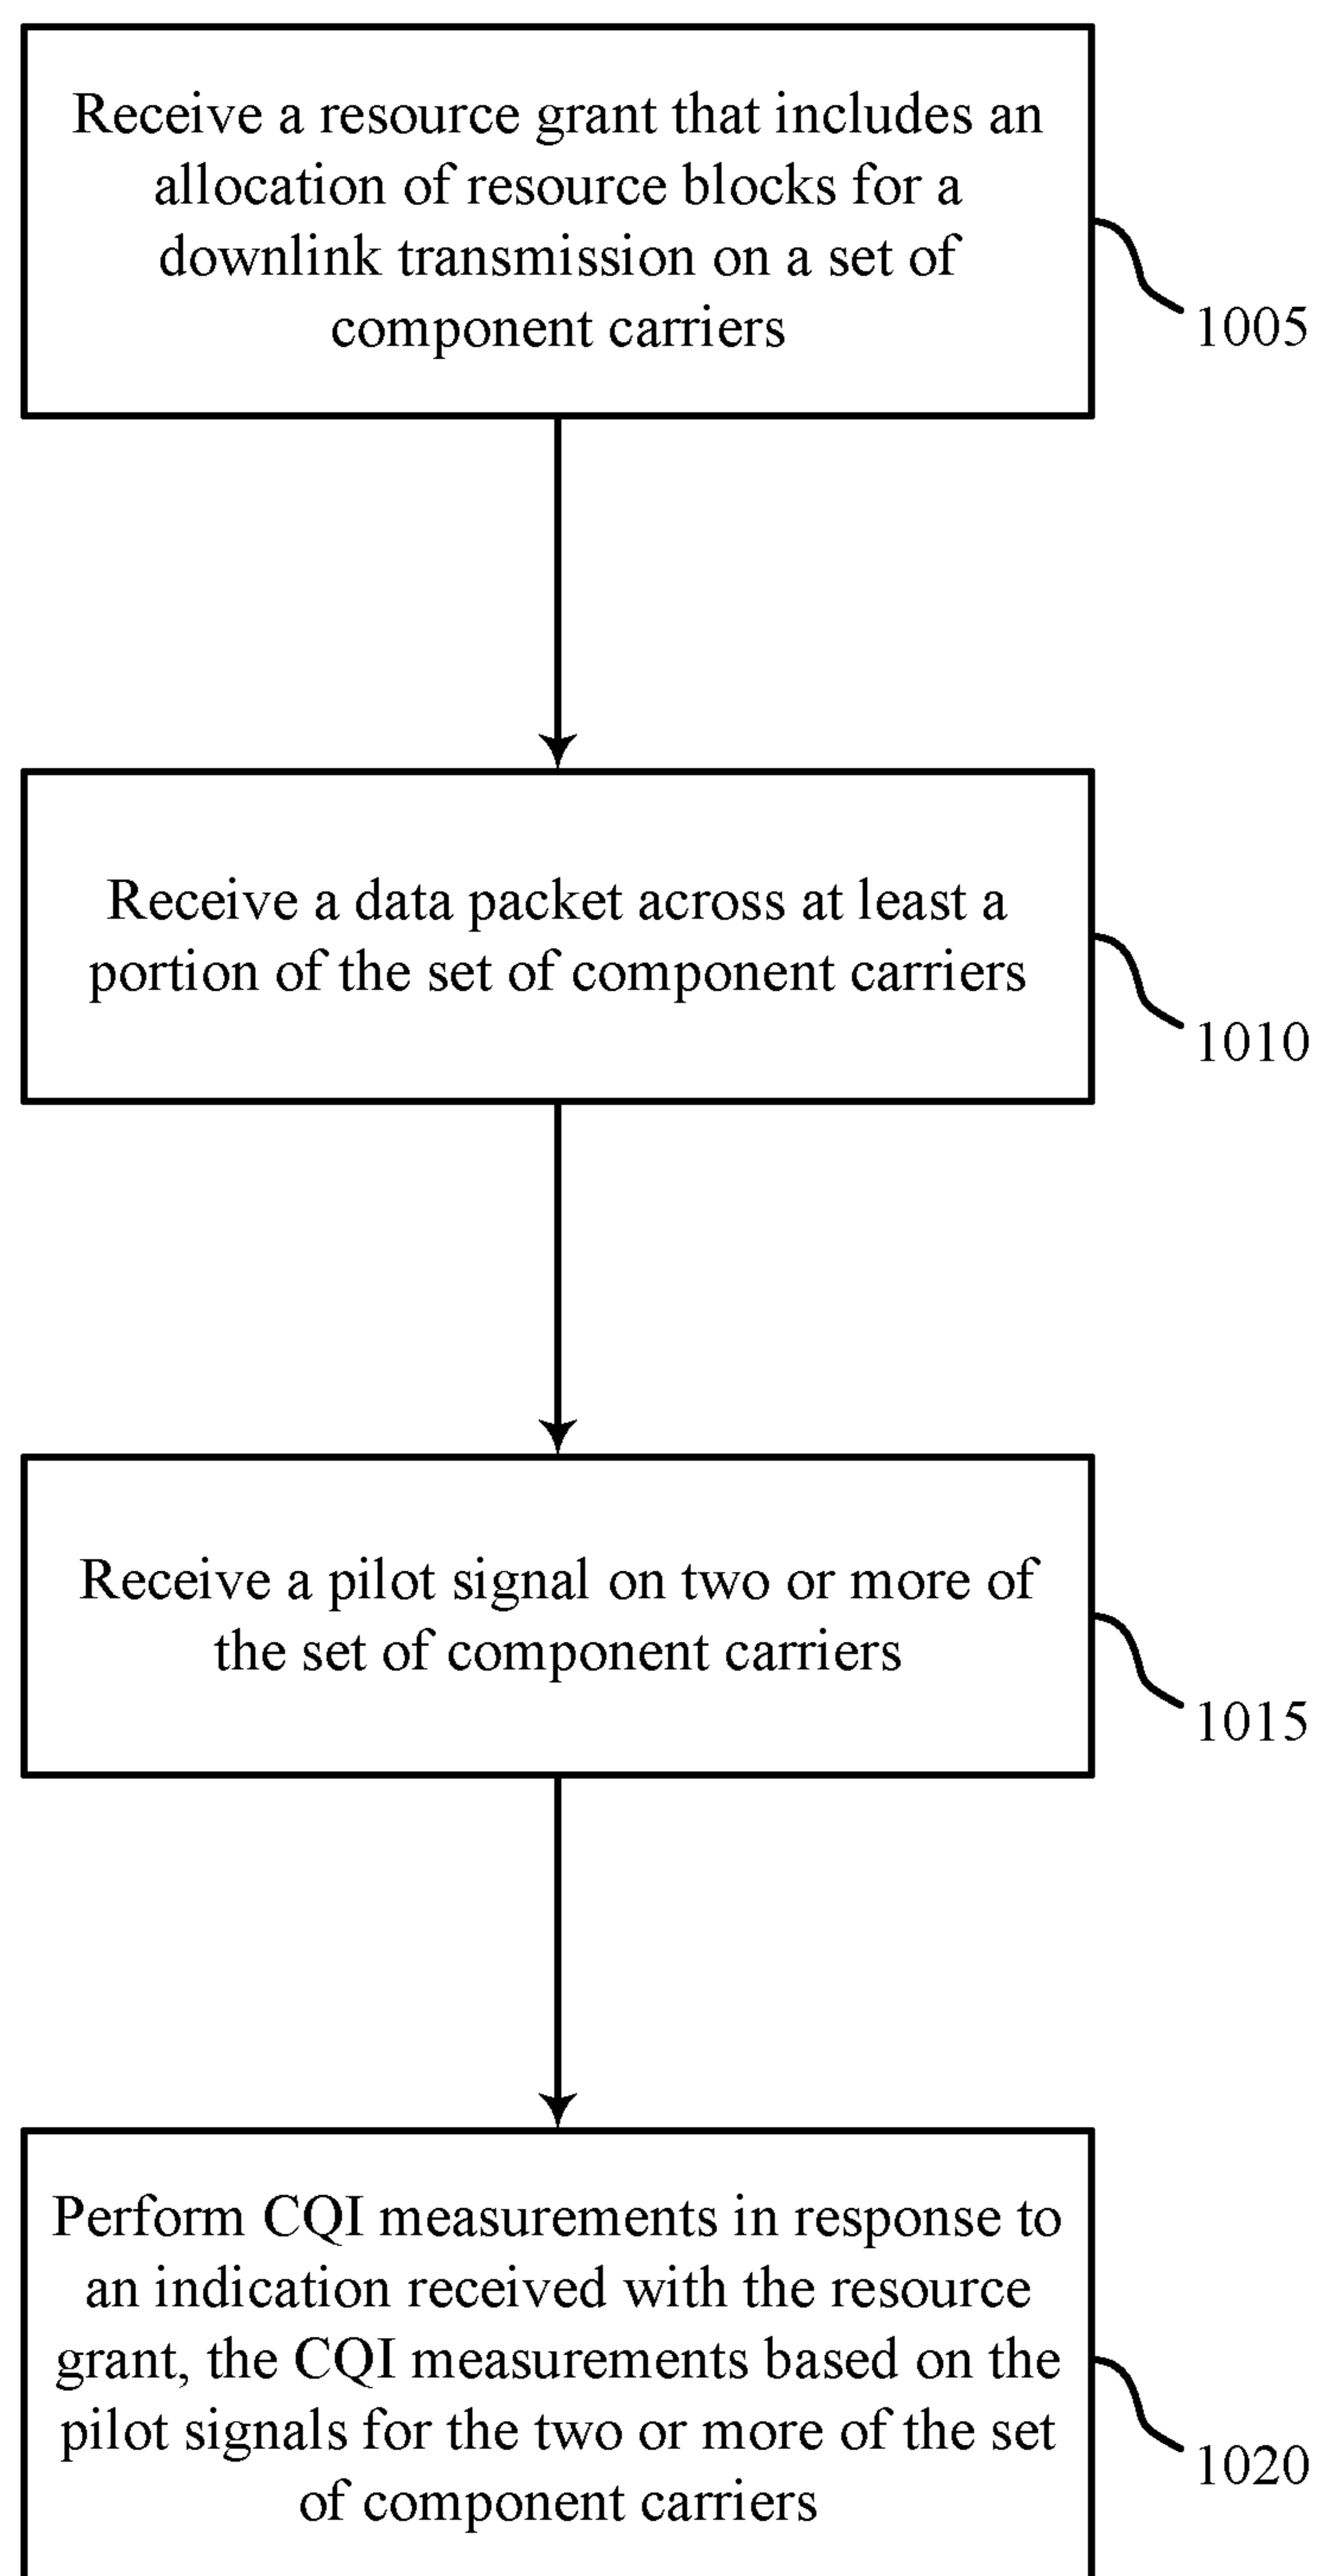 Receive a resource grant that includes an
allocation of resource blocks for a
downlink transmission on a set of
component carriers
1005
Receive a data packet across at least a
portion of the set of component carriers
1010
Receive a pilot signal on two or more of
the set of component carriers
1015
Perform CQI measurements in response to
an indication received with the resource
grant, the CQI measurements based on the
pilot signals for the two or more of the set
of component carriers
1020